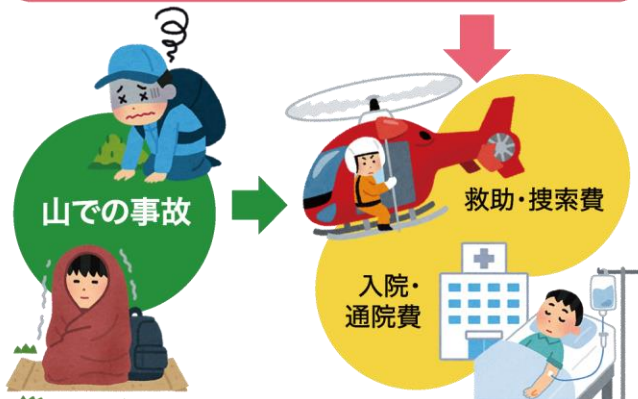 山での事故
救助・捜索費
入院・
通院費